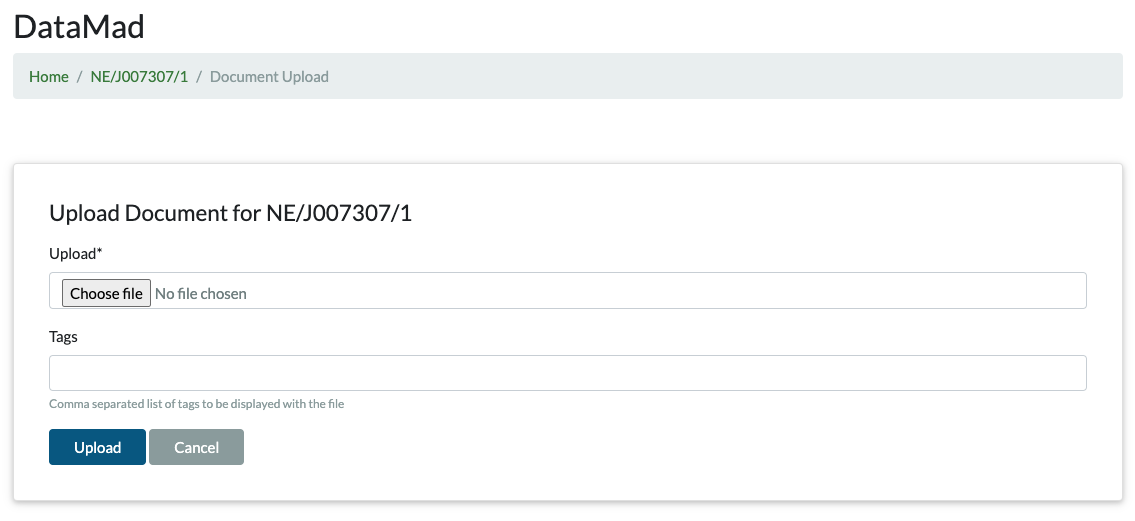 DataMad
Home / NE/J007307/1 / Document Upload
Upload Document for NE/J007307/1
Upload*
Choose file No file chosen
Tags
Comma separated list of tags to be displayed with the file
Upload Cancel